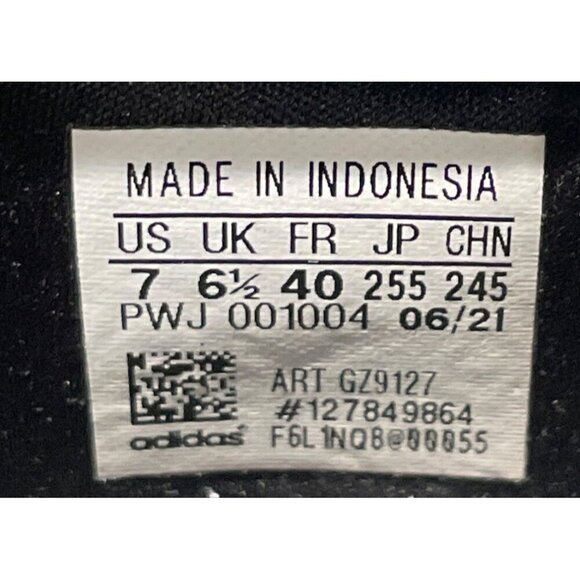 MADE IN INDONESIA
US UK FR JP CHN
7 6½ 40 255 245
PWJ 001004 06/21
ART GZ9127
#127849864
adidas F6L1NQ8@00055